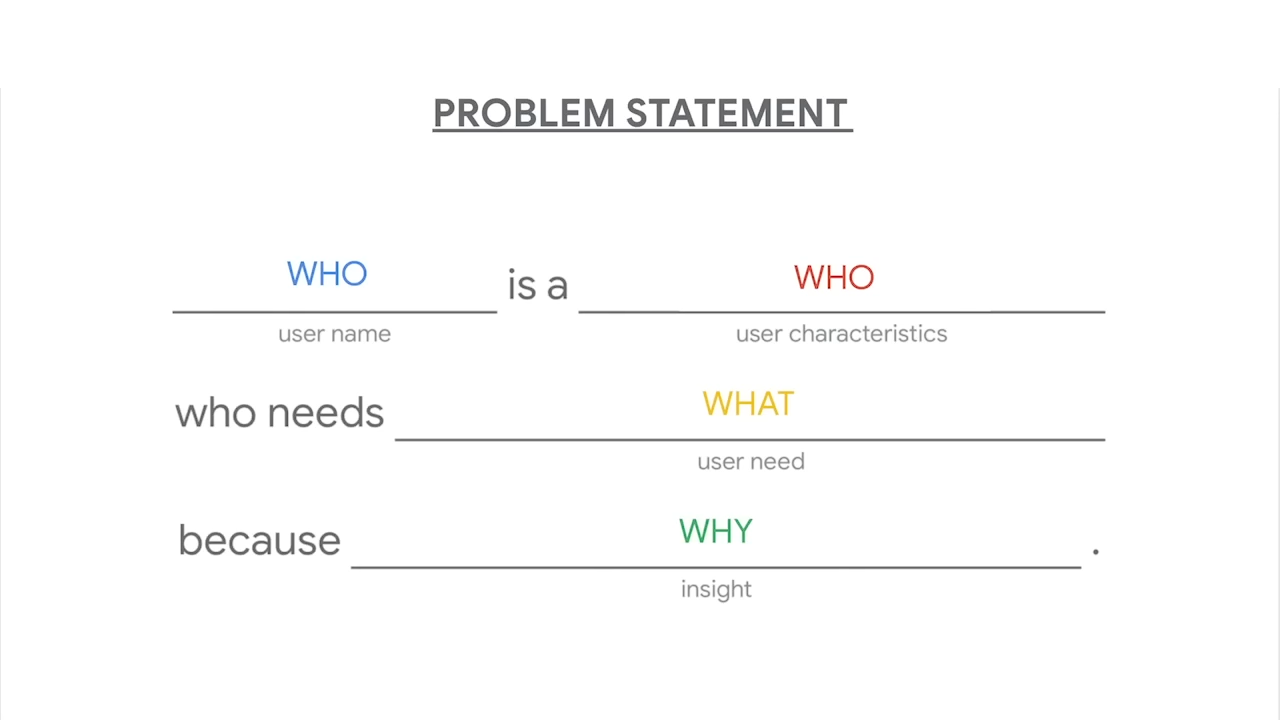 PROBLEM STATEMENT
WHO is a WHO
user name user characteristics
who needs WHAT
user need
because WHY .
insight